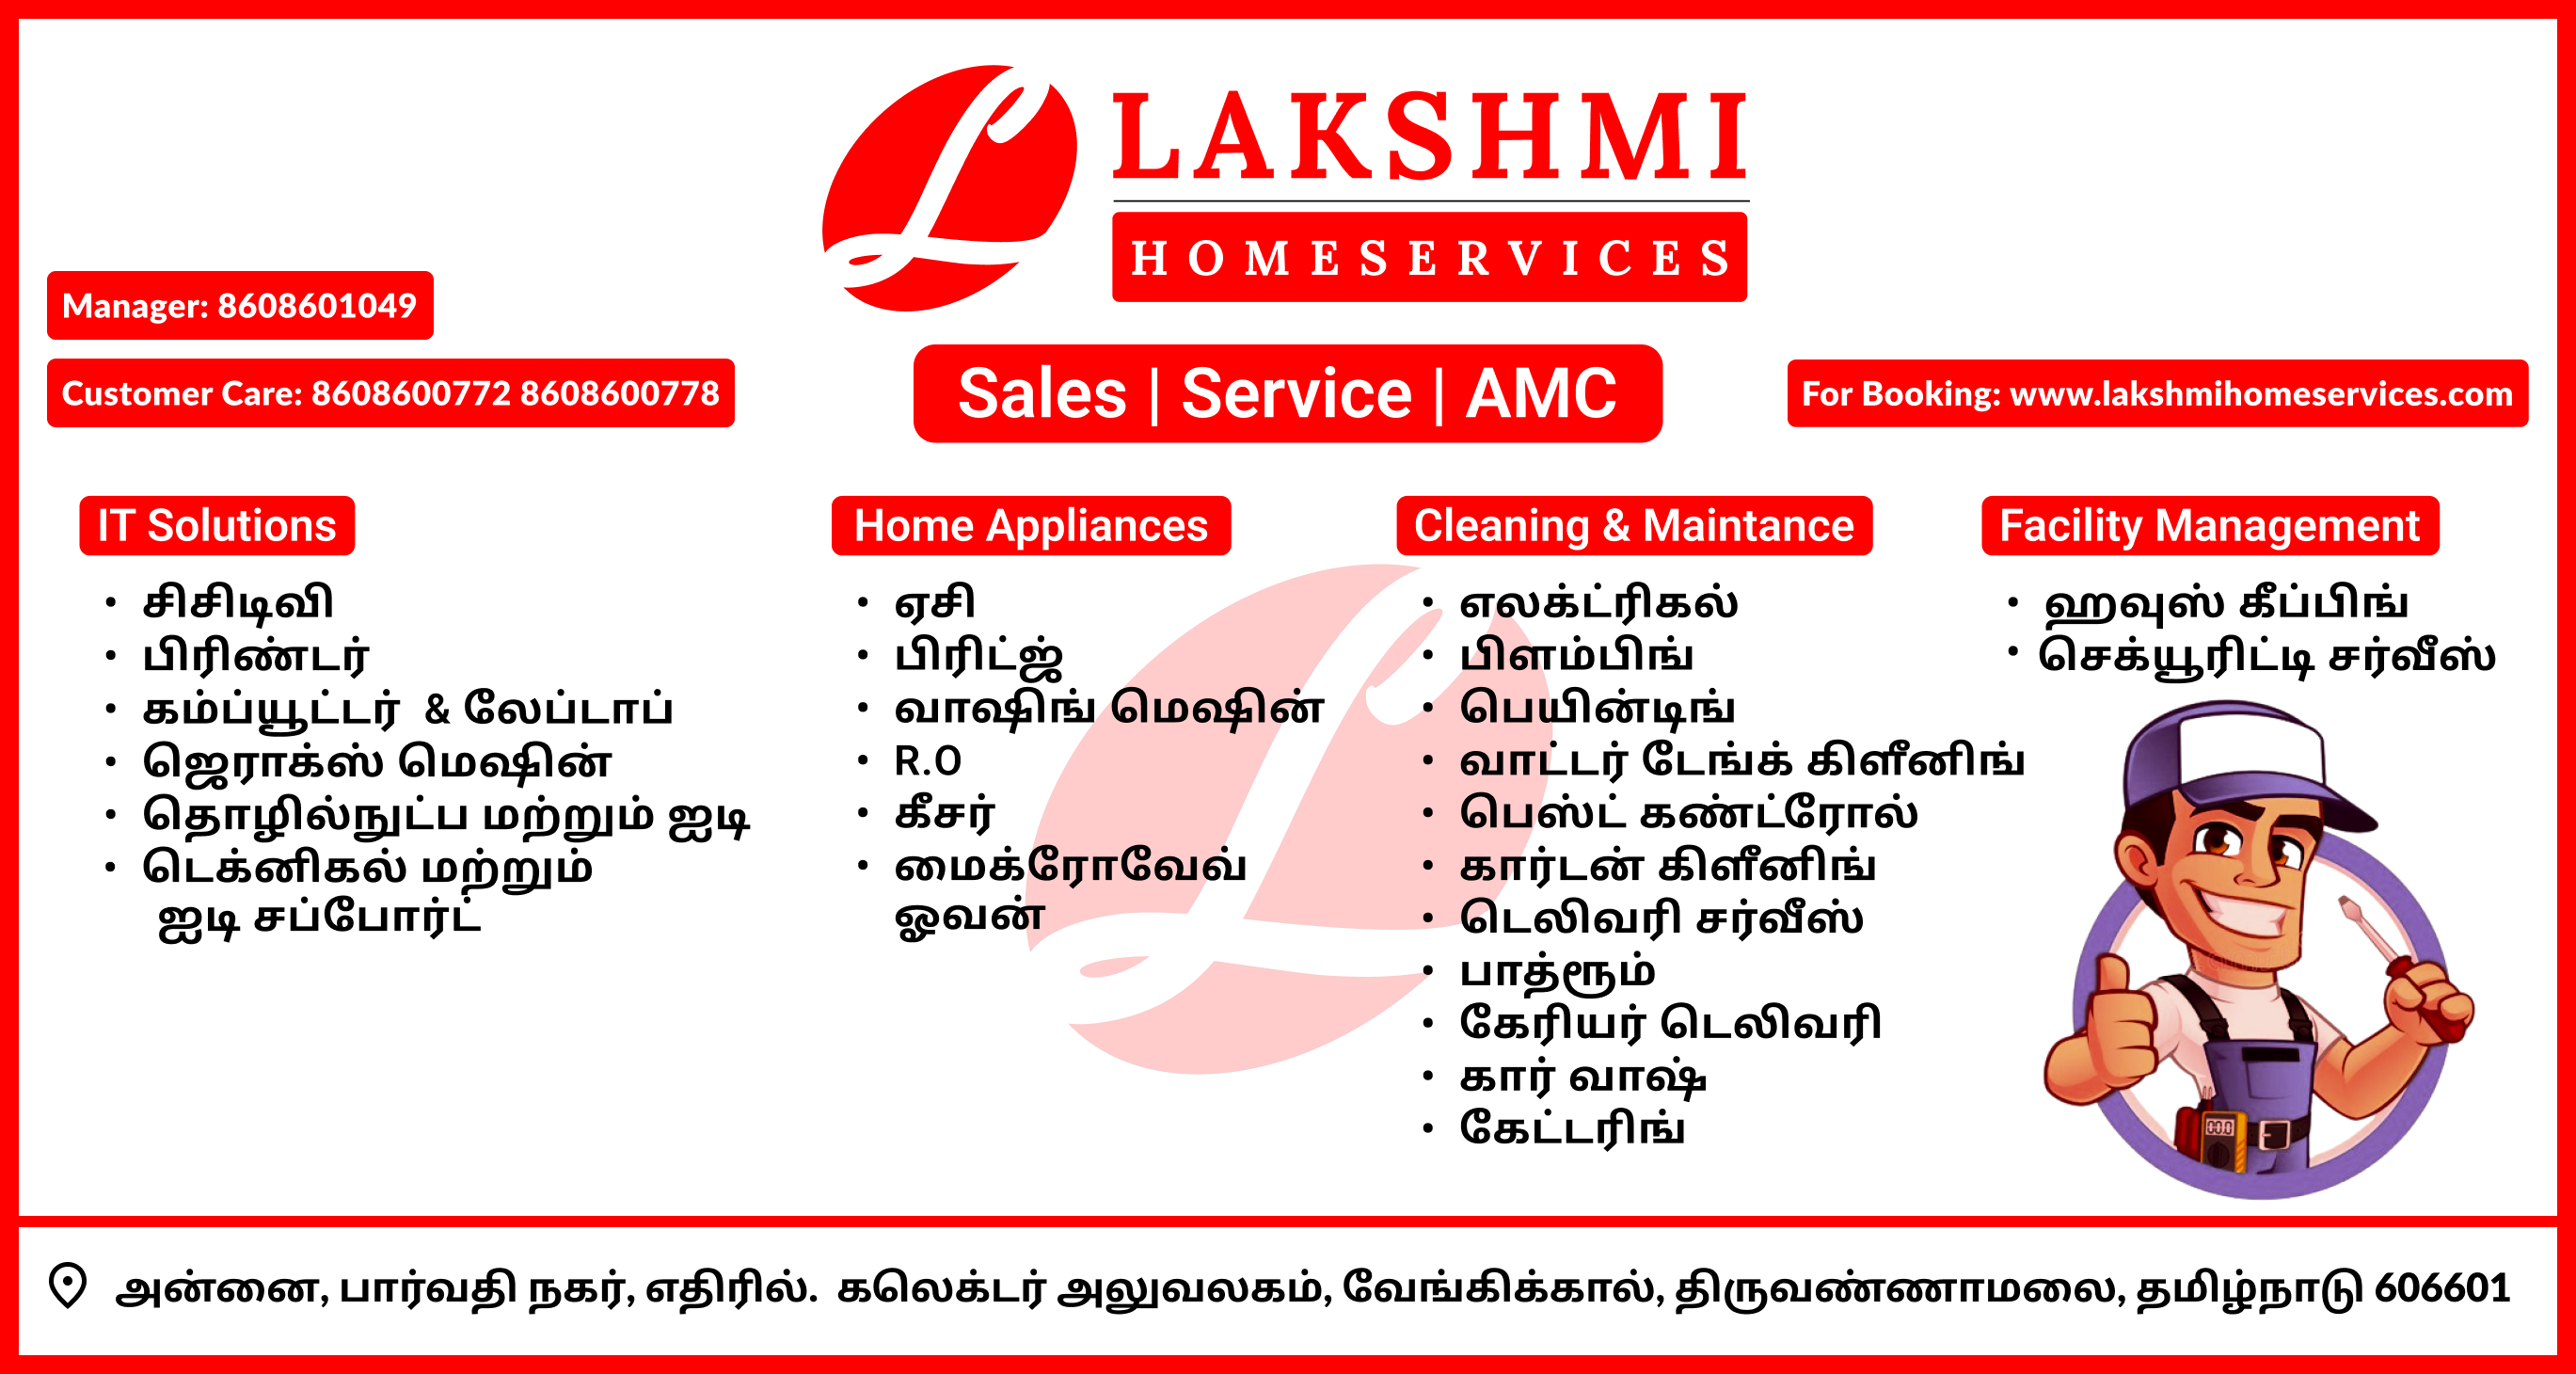 LAKSHMI
HOMESERVICES
Manager: 8608601049
Customer Care: 8608600772 8608600778
Sales | Service | AMC
For Booking: www.lakshmihomeservices.com
IT Solutions
• சிசிடிவி
• பிரிண்டர்
• கம்ப்யூட்டர் & லேப்டாப்
• ஜெராக்ஸ் மெஷின்
• தொழில்நுட்ப மற்றும் ஐடி
• டெக்னிகல் மற்றும்
ஐடி சப்போர்ட்
Home Appliances
• ஏசி
• பிரிட்ஜ்
• வாஷிங் மெஷின்
• R.O
• கீசர்
• மைக்ரோவேவ்
ஓவன்
Cleaning & Maintance
• எலக்ட்ரிகல்
• பிளம்பிங்
• பெயின்டிங்
• வாட்டர் டேங்க் கிளீனிங்
• பெஸ்ட் கண்ட்ரோல்
• கார்டன் கிளீனிங்
• டெலிவரி சர்வீஸ்
• பாத்ரூம்
• கேரியர் டெலிவரி
• கார் வாஷ்
• கேட்டரிங்
Facility Management
• ஹவுஸ் கீப்பிங்
• செக்யூரிட்டி சர்வீஸ்
00.0
அன்னை, பார்வதி நகர், எதிரில். கலெக்டர் அலுவலகம், வேங்கிக்கால், திருவண்ணாமலை, தமிழ்நாடு 606601